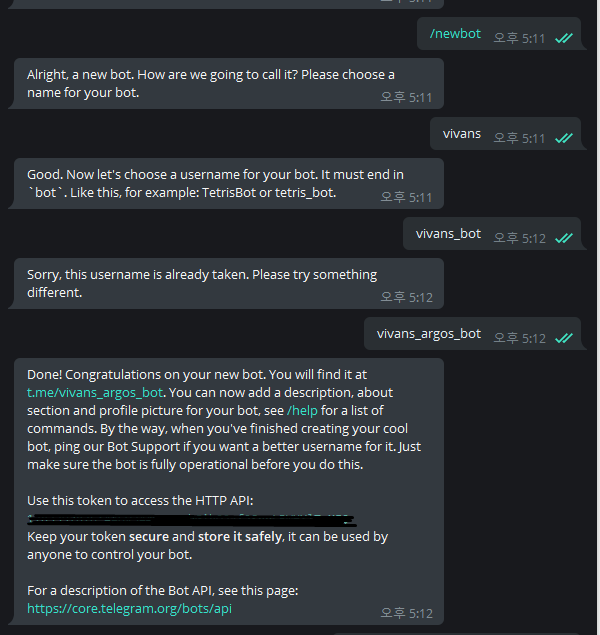 /newbot 오후 5:11
Alright, a new bot. How are we going to call it? Please choose a
name for your bot.
오후 5:11
vivans 오후 5:11
Good. Now let's choose a username for your bot. It must end in
`bot`. Like this, for example: TetrisBot or tetris_bot.
오후 5:11
vivans_bot 오후 5:12
Sorry, this username is already taken. Please try something
different.
오후 5:12
vivans_argos_bot 오후 5:12
Done! Congratulations on your new bot. You will find it at
t.me/vivans_argos_bot. You can now add a description, about
section and profile picture for your bot, see /help for a list of
commands. By the way, when you've finished creating your cool
bot, ping our Bot Support if you want a better username for it. Just
make sure the bot is fully operational before you do this.
Use this token to access the HTTP API:
Keep your token secure and store it safely, it can be used by
anyone to control your bot.
For a description of the Bot API, see this page:
https://core.telegram.org/bots/api
오후 5:12